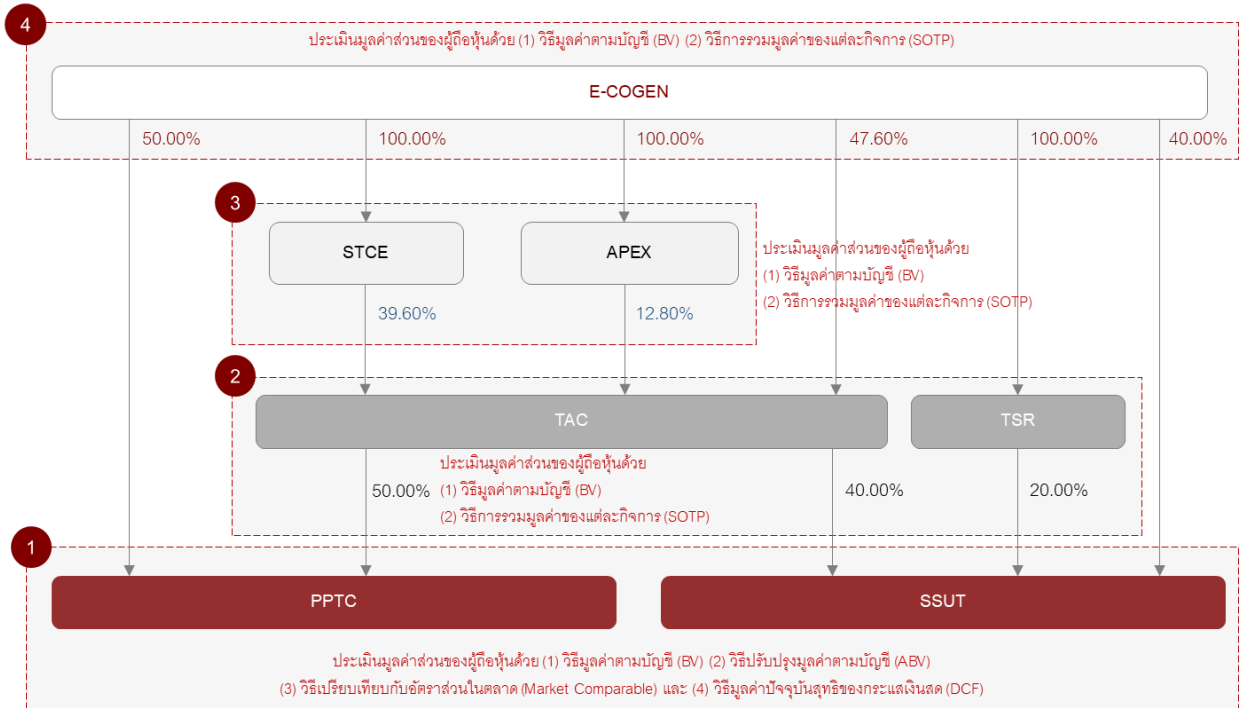 4
ประเมินมูลค่าส่วนของผู้ถือหุ้นด้วย (1) วิธีมูลค่าตามบัญชี (BV) (2) วิธีการรวมมูลค่าของแต่ละกิจการ (SOTP)
E-COGEN
50.00% 100.00% 100.00% 47.60% 100.00% 40.00%
3
STCE APEX
ประเมินมูลค่าส่วนของผู้ถือหุ้นด้วย
(1) วิธีมูลค่าตามบัญชี (BV)
(2) วิธีการรวมมูลค่าของแต่ละกิจการ (SOTP)
39.60% 12.80%
2
TAC TSR
ประเมินมูลค่าส่วนของผู้ถือหุ้นด้วย
50.00% (1) วิธีมูลค่าตามบัญชี (BV) 40.00% 20.00%
(2) วิธีการรวมมูลค่าของแต่ละกิจการ (SOTP)
1
PPTC SSUT
ประเมินมูลค่าส่วนของผู้ถือหุ้นด้วย (1) วิธีมูลค่าตามบัญชี (BV) (2) วิธีปรับปรุงมูลค่าตามบัญชี (ABV)
(3) วิธีเปรียบเทียบกับอัตราส่วนในตลาด (Market Comparable) และ (4) วิธีมูลค่าปัจจุบันสุทธิของกระแสเงินสด (DCF)